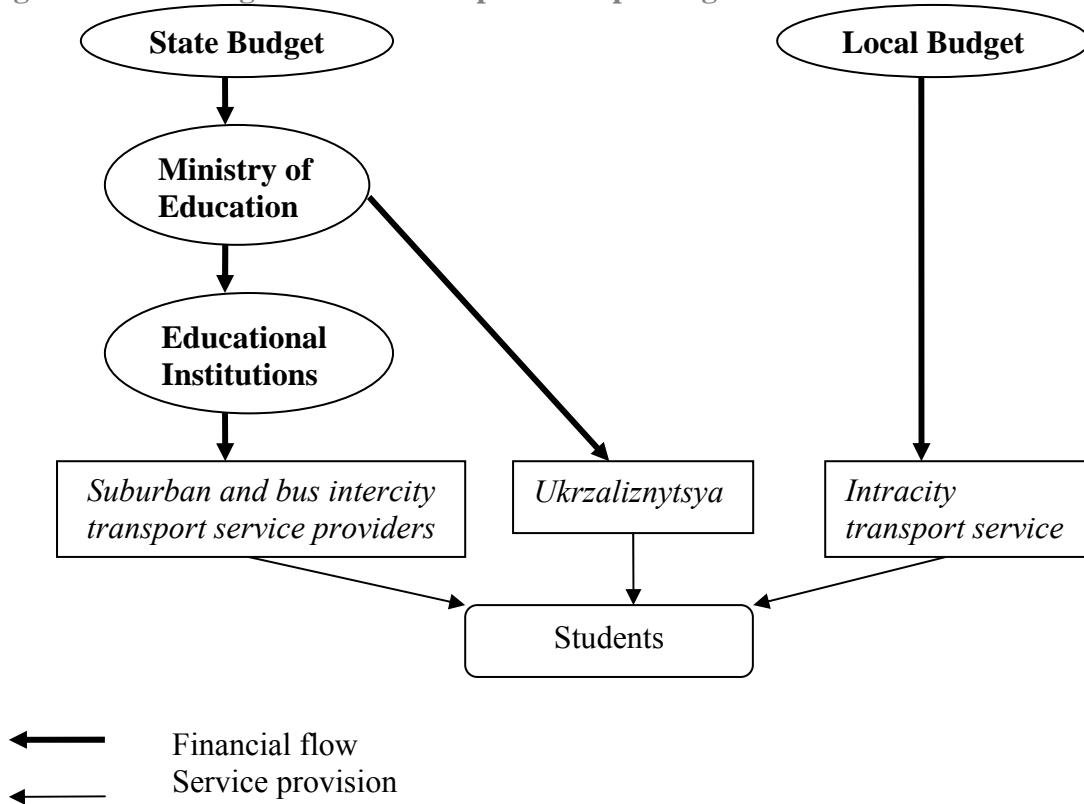 State Budget
Local Budget
Ministry of
Education
Educational
Institutions
Suburban and bus intercity
transport service providers
Ukrzaliznytsya
Intracity
transport service
Students
Financial flow
Service provision